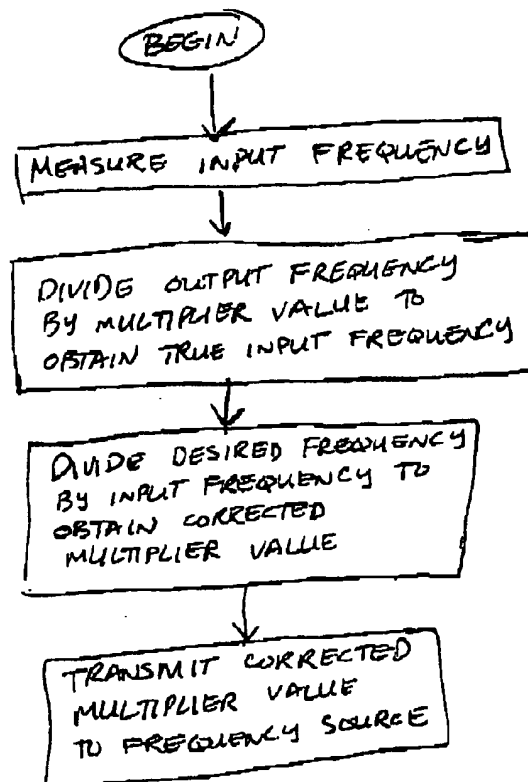 BEGIN
MEASURE INPUT FREQUENCY
DIVIDE OUTPUT FREQUENCY
BY MULTIPLIER VALUE TO
OBTAIN TRUE INPUT FREQUENCY
DIVIDE DESIRED FREQUENCY
BY INPUT FREQUENCY TO
OBTAIN CORRECTED
MULTIPLIER VALUE
TRANSMIT CORRECTED
MULTIPLIER VALUE
TO FREQUENCY SOURCE